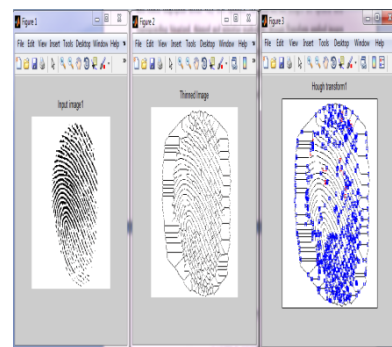 Figure 1
File Edit View Insert Tools Desktop Window Help
Input image1
Figure 2
File Edit View Insert Tools Desktop Window Help
Thinned Image
Figure 3
File Edit View Insert Tools Desktop Window Help
Hough transform1